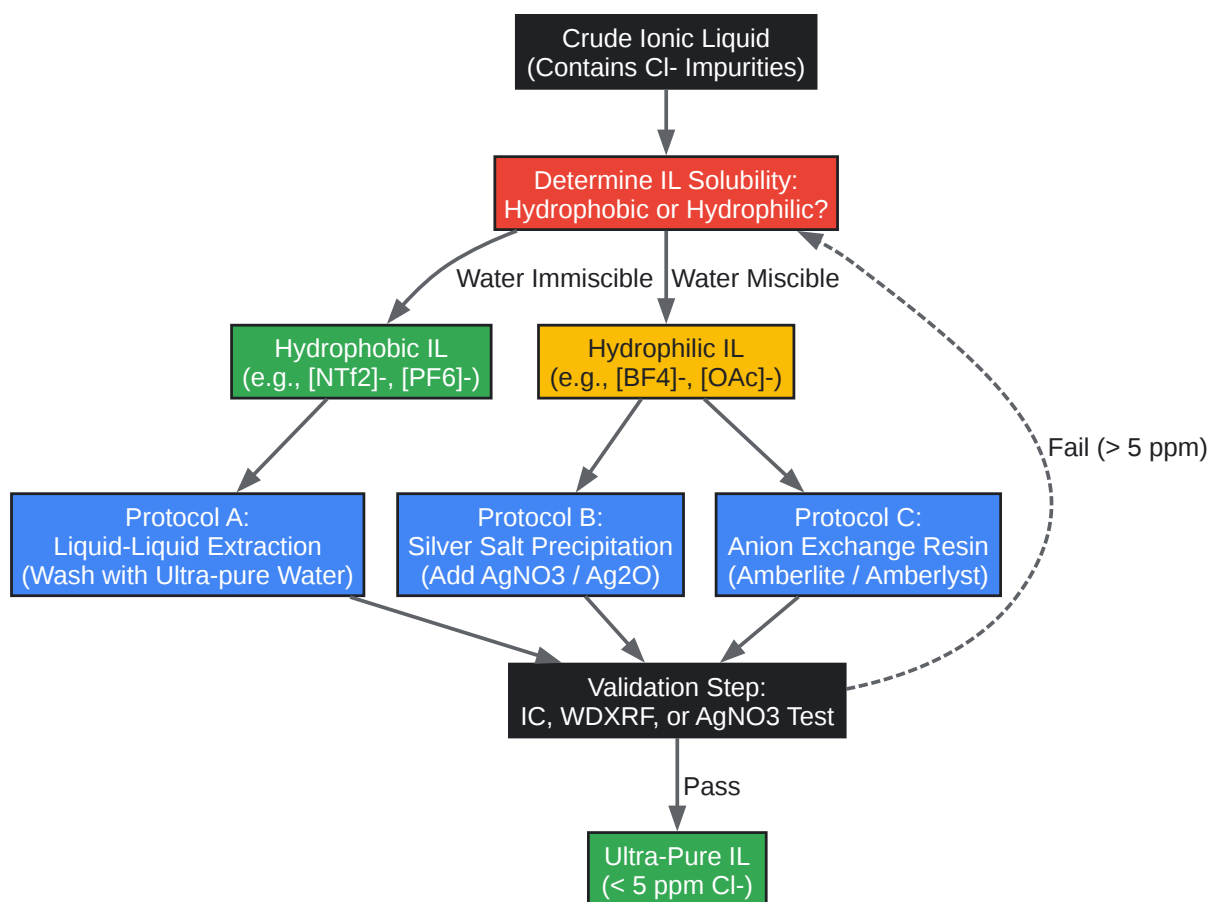 Crude Ionic Liquid
(Contains Cl- Impurities)
Determine IL Solubility:
Hydrophobic or Hydrophilic?
Water Immiscible
Water Miscible
Hydrophobic IL
(e.g., [NTf2]-, [PF6]-)
Hydrophilic IL
(e.g., [BF4]-, [OAc]-)
Fail (> 5 ppm)
Protocol A:
Liquid-Liquid Extraction
(Wash with Ultra-pure Water)
Protocol B:
Silver Salt Precipitation
(Add AgNO3 / Ag2O)
Protocol C:
Anion Exchange Resin
(Amberlite / Amberlyst)
Validation Step:
IC, WDXRF, or AgNO3 Test
Pass
Ultra-Pure IL
(< 5 ppm Cl-)